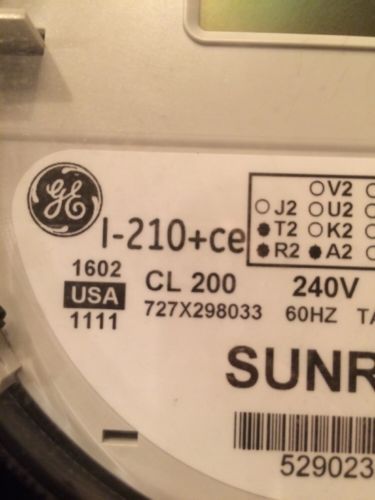 GE
I-210+ce
V2
J2 U2
T2 K2
R2 A2
1602
USA
1111
CL 200 240V
727X298033 60HZ TA
SUNR
529023